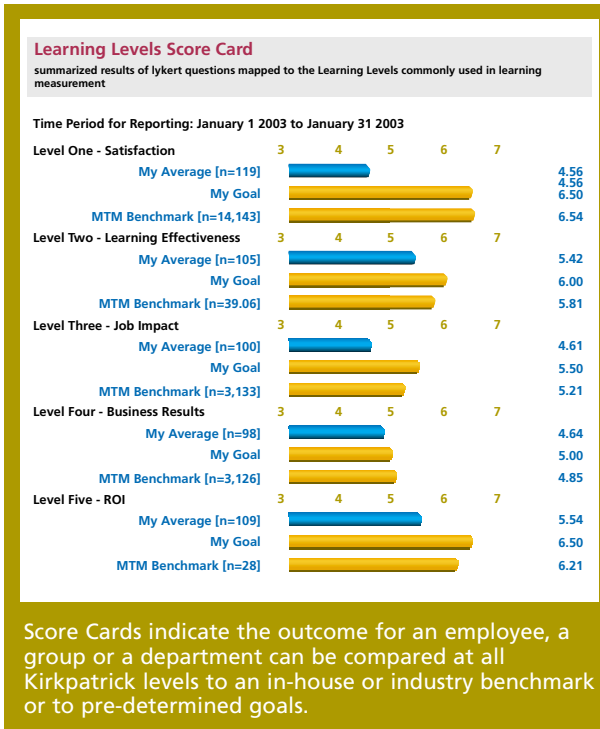 Learning Levels Score Card
summarized results of lykert questions mapped to the Learning Levels commonly used in learning
measurement
Time Period for Reporting: January 1 2003 to January 31 2003
Level One - Satisfaction 3 4 5 6 7
My Average [n=119] 4.56
4.56
My Goal 6.50
MTM Benchmark [n=14,143] 6.54
Level Two - Learning Effectiveness 3 4 5 6 7
My Average [n=105] 5.42
My Goal 6.00
MTM Benchmark [n=39.06] 5.81
Level Three - Job Impact 3 4 5 6 7
My Average [n=100] 4.61
My Goal 5.50
MTM Benchmark [n=3,133] 5.21
Level Four - Business Results 3 4 5 6 7
My Average [n=98] 4.64
My Goal 5.00
MTM Benchmark [n=3,126] 4.85
Level Five - ROI 3 4 5 6 7
My Average [n=109] 5.54
My Goal 6.50
MTM Benchmark [n=28] 6.21
Score Cards indicate the outcome for an employee, a
group or a department can be compared at all
Kirkpatrick levels to an in-house or industry benchmark
or to pre-determined goals.